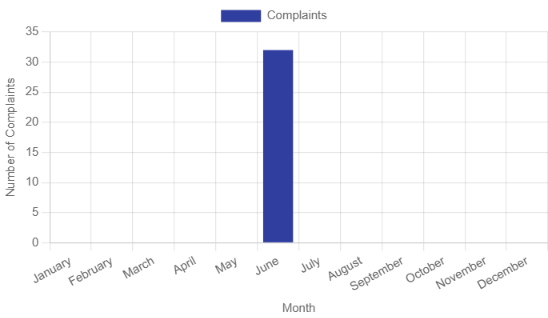 Complaints
Number of Complaints
35
30
25
20
15
10
5
0
January
February
March
April
May
June
July
August
September
October
November
December
Month